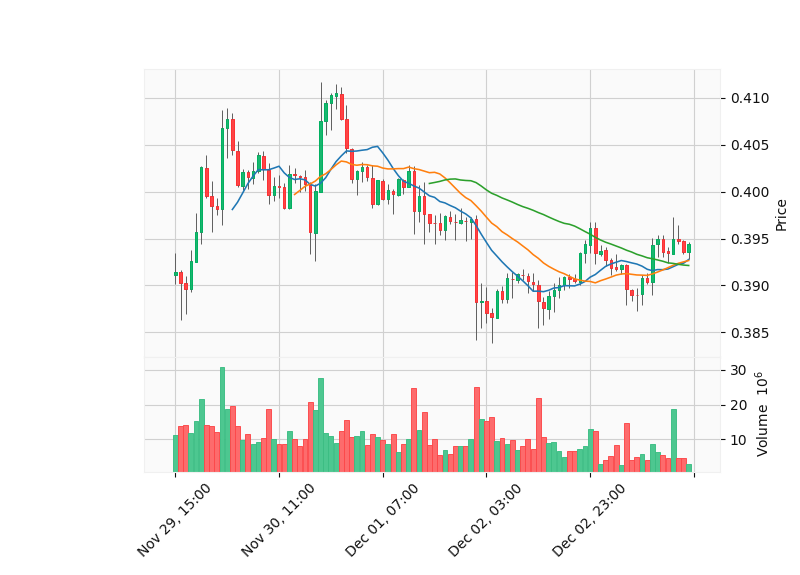 0.410
0.405
0.400
0.395
0.390
0.385
Price
30
20
10
Volume 10^6
Nov 29, 15:00
Nov 30, 11:00
Dec 01, 07:00
Dec 02, 03:00
Dec 02, 23:00